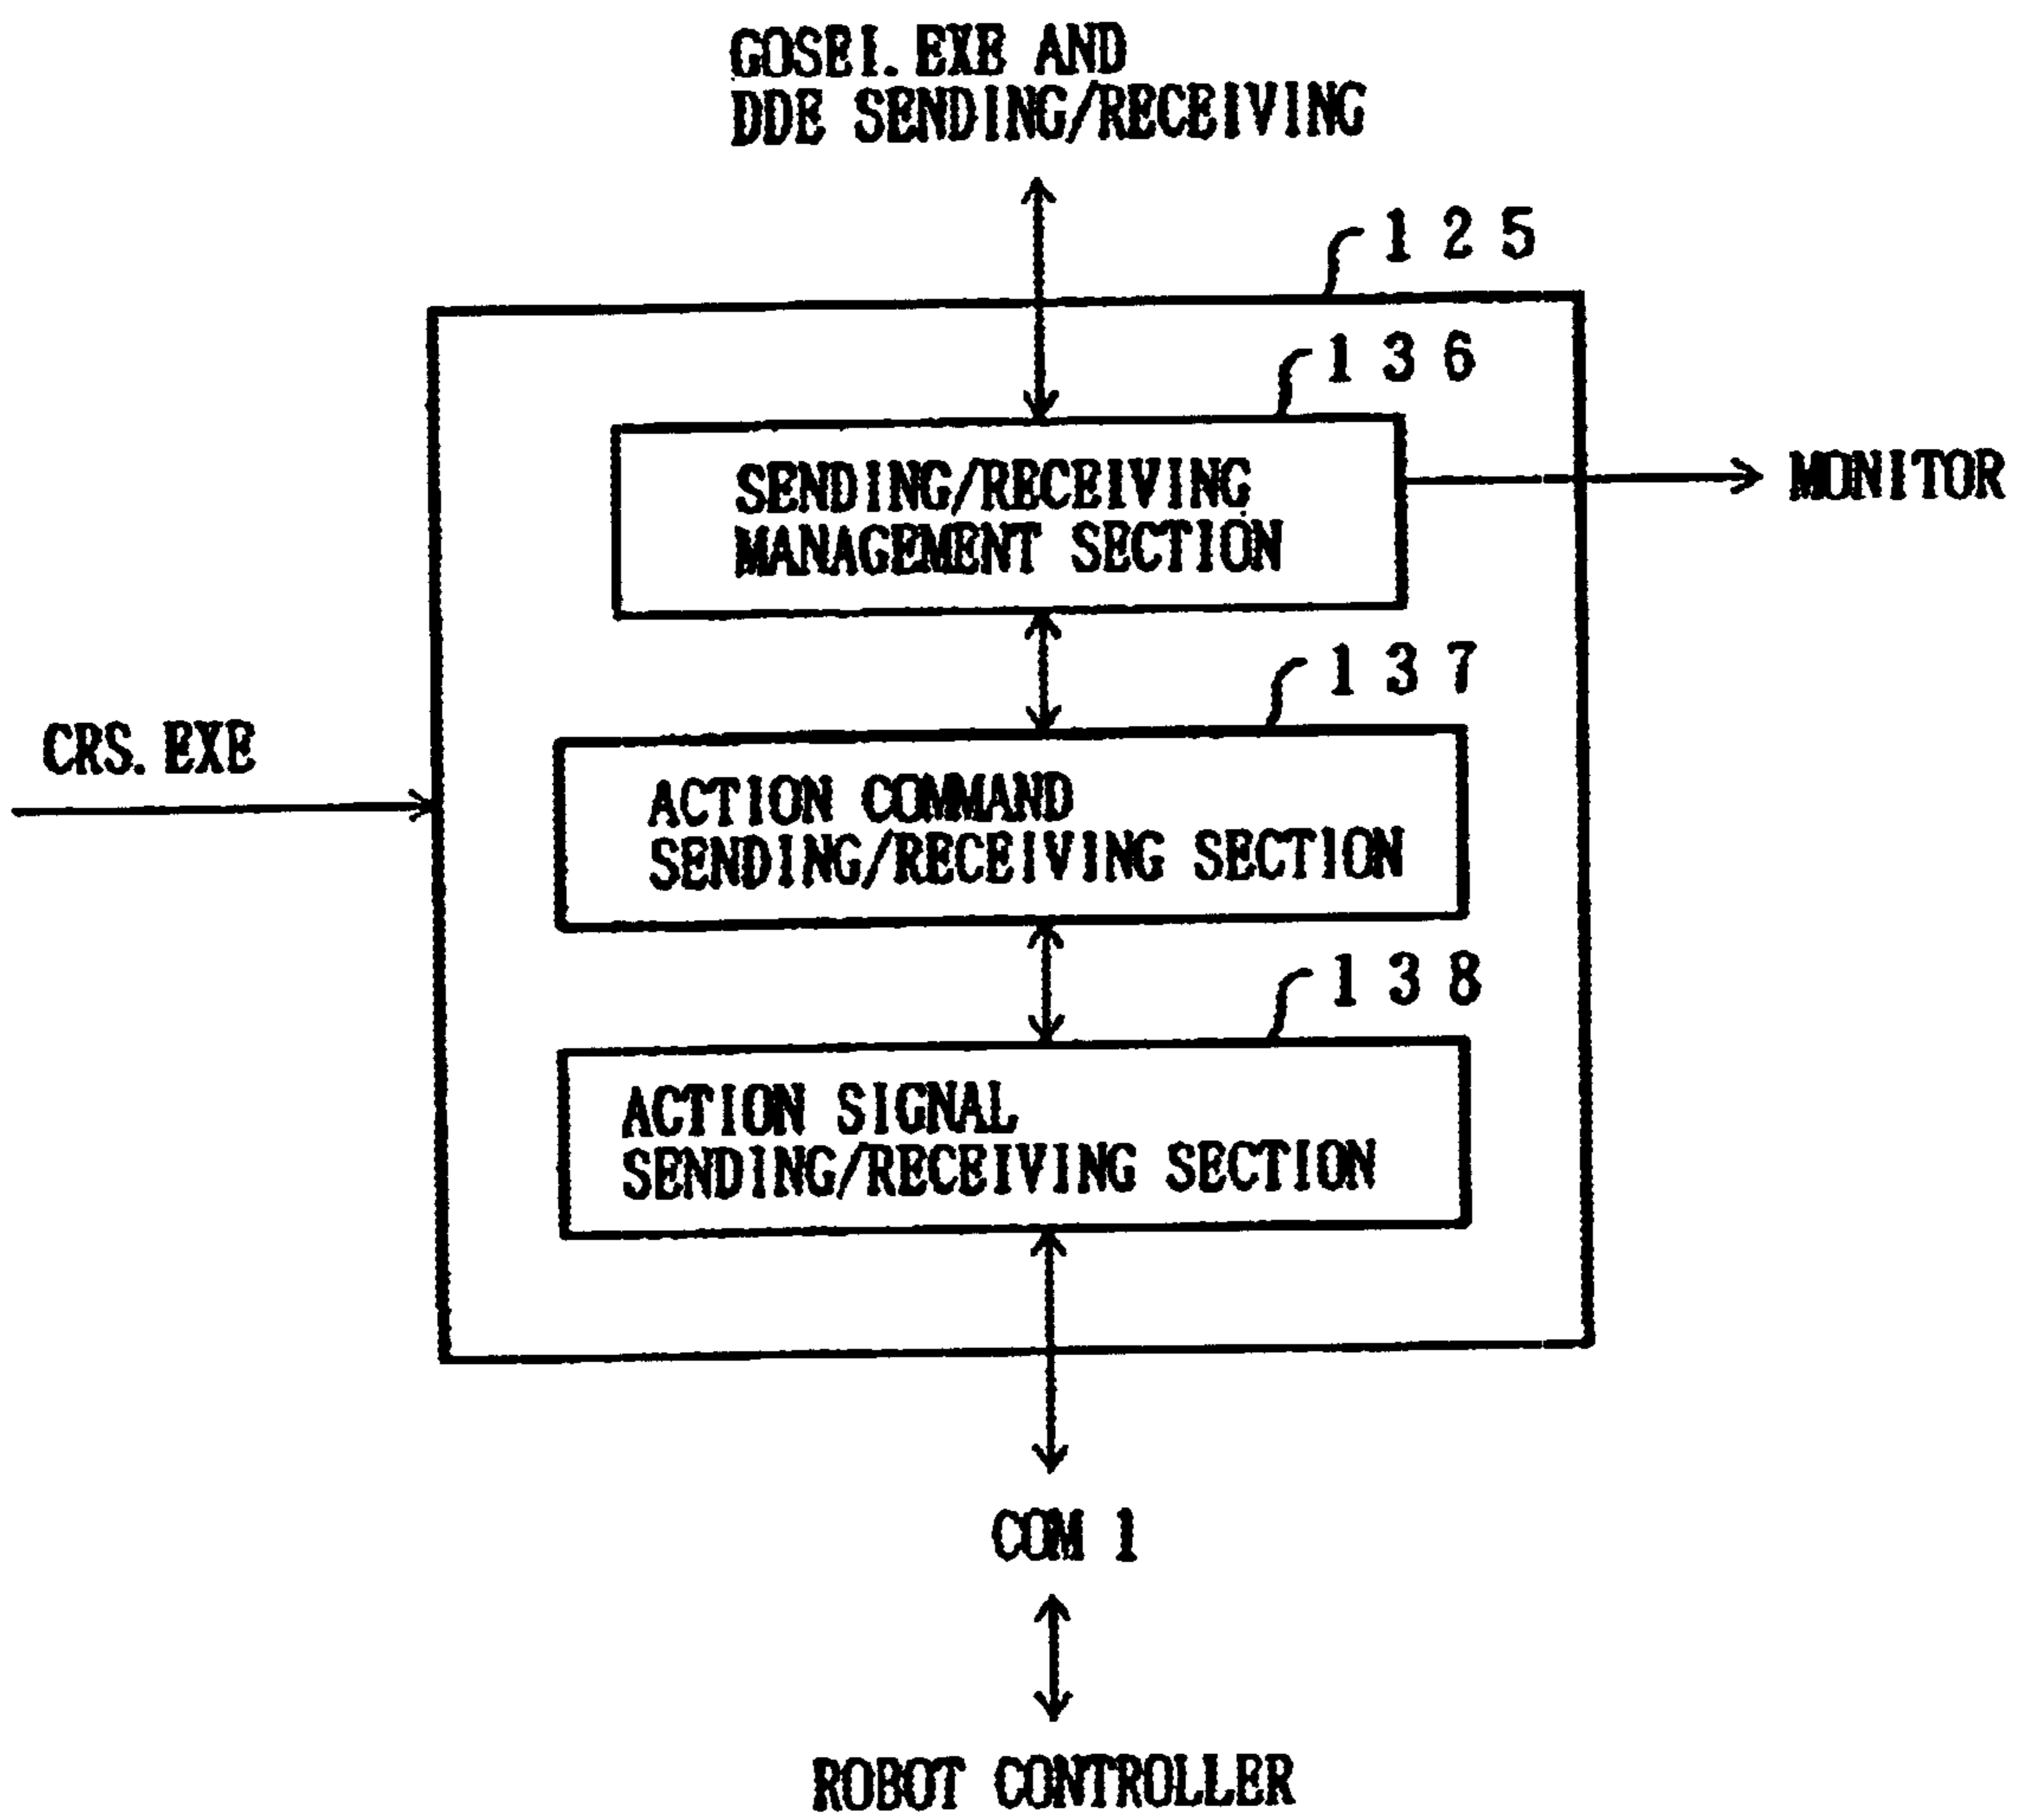 GOSEI.EXE AND
DDE SENDING/RECEIVING
125
136
SENDING/RECEIVING
MANAGEMENT SECTION
MONITOR
137
CRS.EXE
ACTION COMMAND
SENDING/RECEIVING SECTION
138
ACTION SIGNAL
SENDING/RECEIVING SECTION
COM 1
ROBOT CONTROLLER